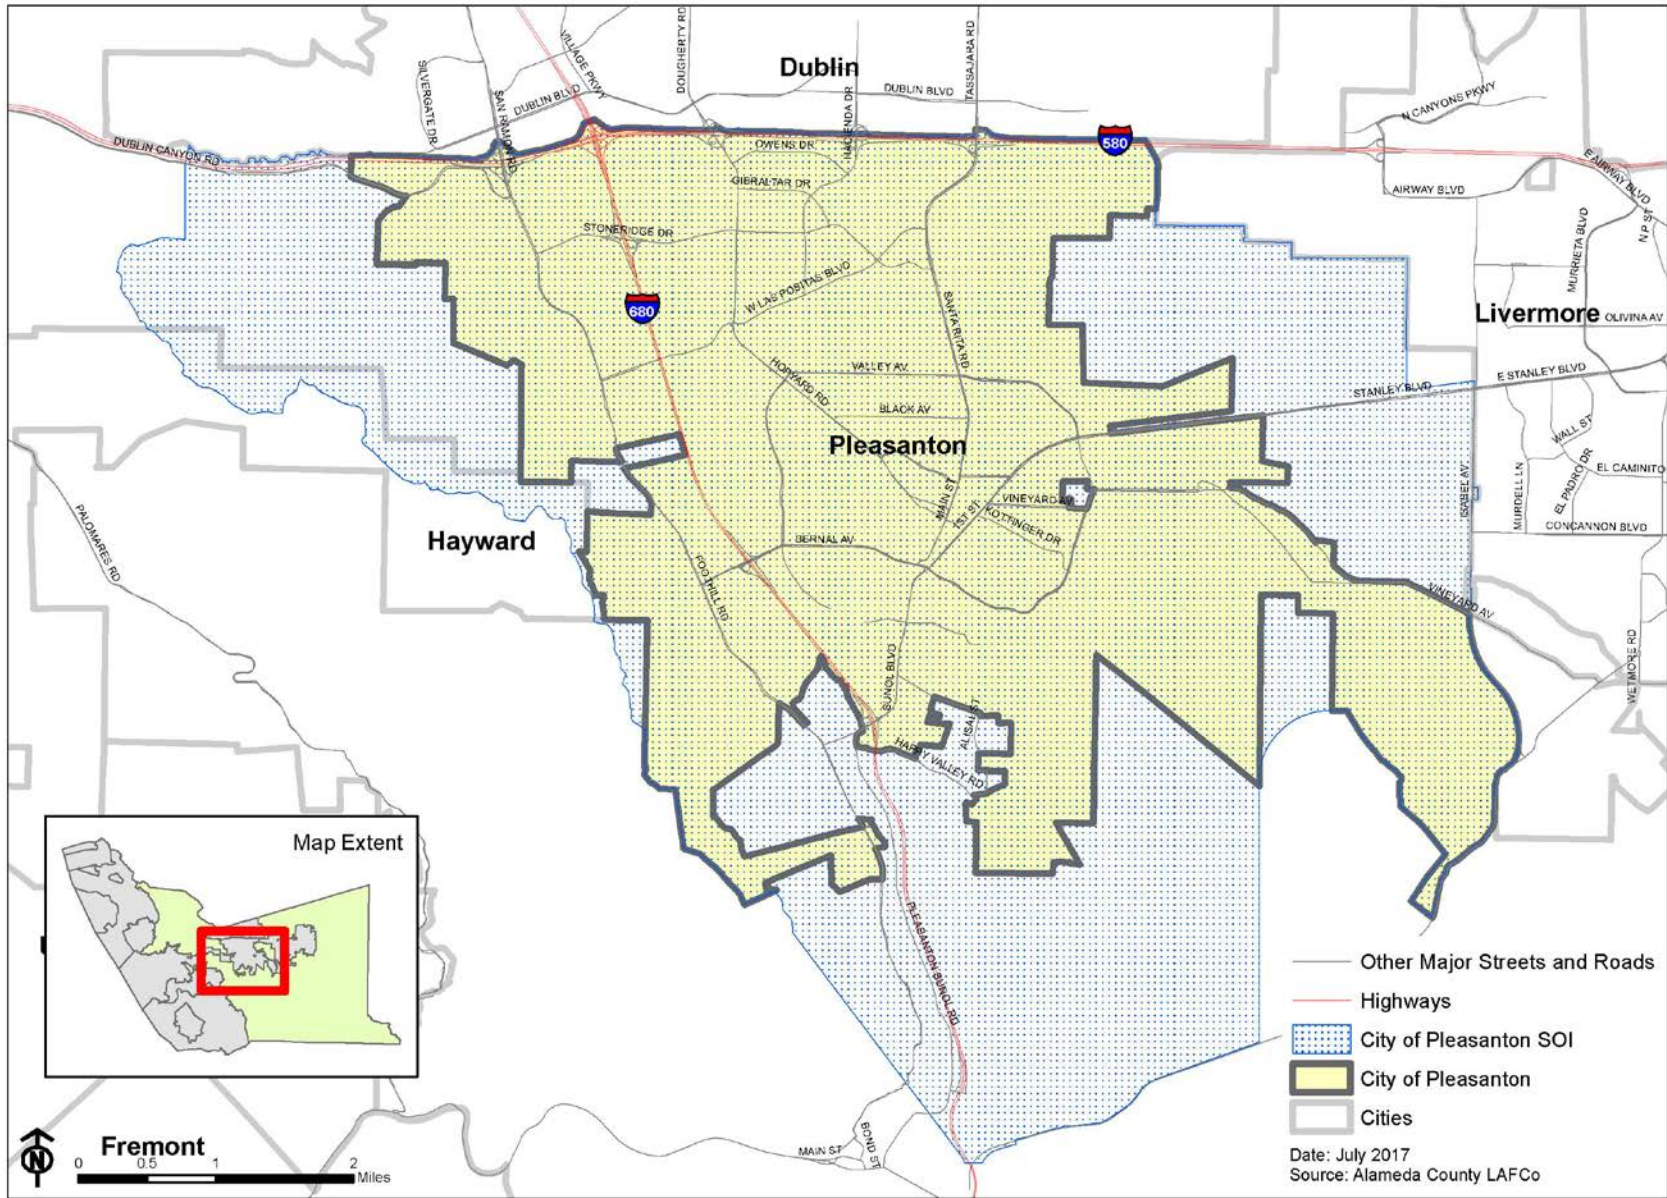 Dublin
SILVERGATE DR
SAN RAMON RD
DUBLIN BLVD
VILLAGE PKWY
DOUGHERTY RD
HACIENDA DR
DUBLIN BLVD
TASSAJARA RD
N CANYONS PKWY
DUBLIN CANYON RD
OWENS DR
580
E AIRWAY BLVD
GIBRALTAR DR
AIRWAY BLVD
N P ST
STONERIDGE DR
MURRIETA BLVD
W LAS POSITAS BLVD
680
SANTA RITA RD
Livermore
OLIVINA AV
HOPYARD RD
VALLEY AV
E STANLEY BLVD
STANLEY BLVD
BLACK AV
Pleasanton
WALL ST
EL CAMINITO
EL PADRO DR
MURDELL LN
ISABEL AV
MAIN ST
1ST ST
VINEYARD AV
KOTTINGER DR
CONCANNON BLVD
PALOMARES RD
Hayward
BERNAL AV
FOOTHILL RD
VINEYARD AV
WETMORE RD
SUNOL BLVD
ALISAL ST
HAPPY VALLEY RD
Map Extent
PLEASANTON SUNOL RD
Other Major Streets and Roads
Highways
City of Pleasanton SOI
City of Pleasanton
Cities
MAIN ST
BOND ST
N
Fremont
0 0.5 1 2
Miles
Date: July 2017
Source: Alameda County LAFCo